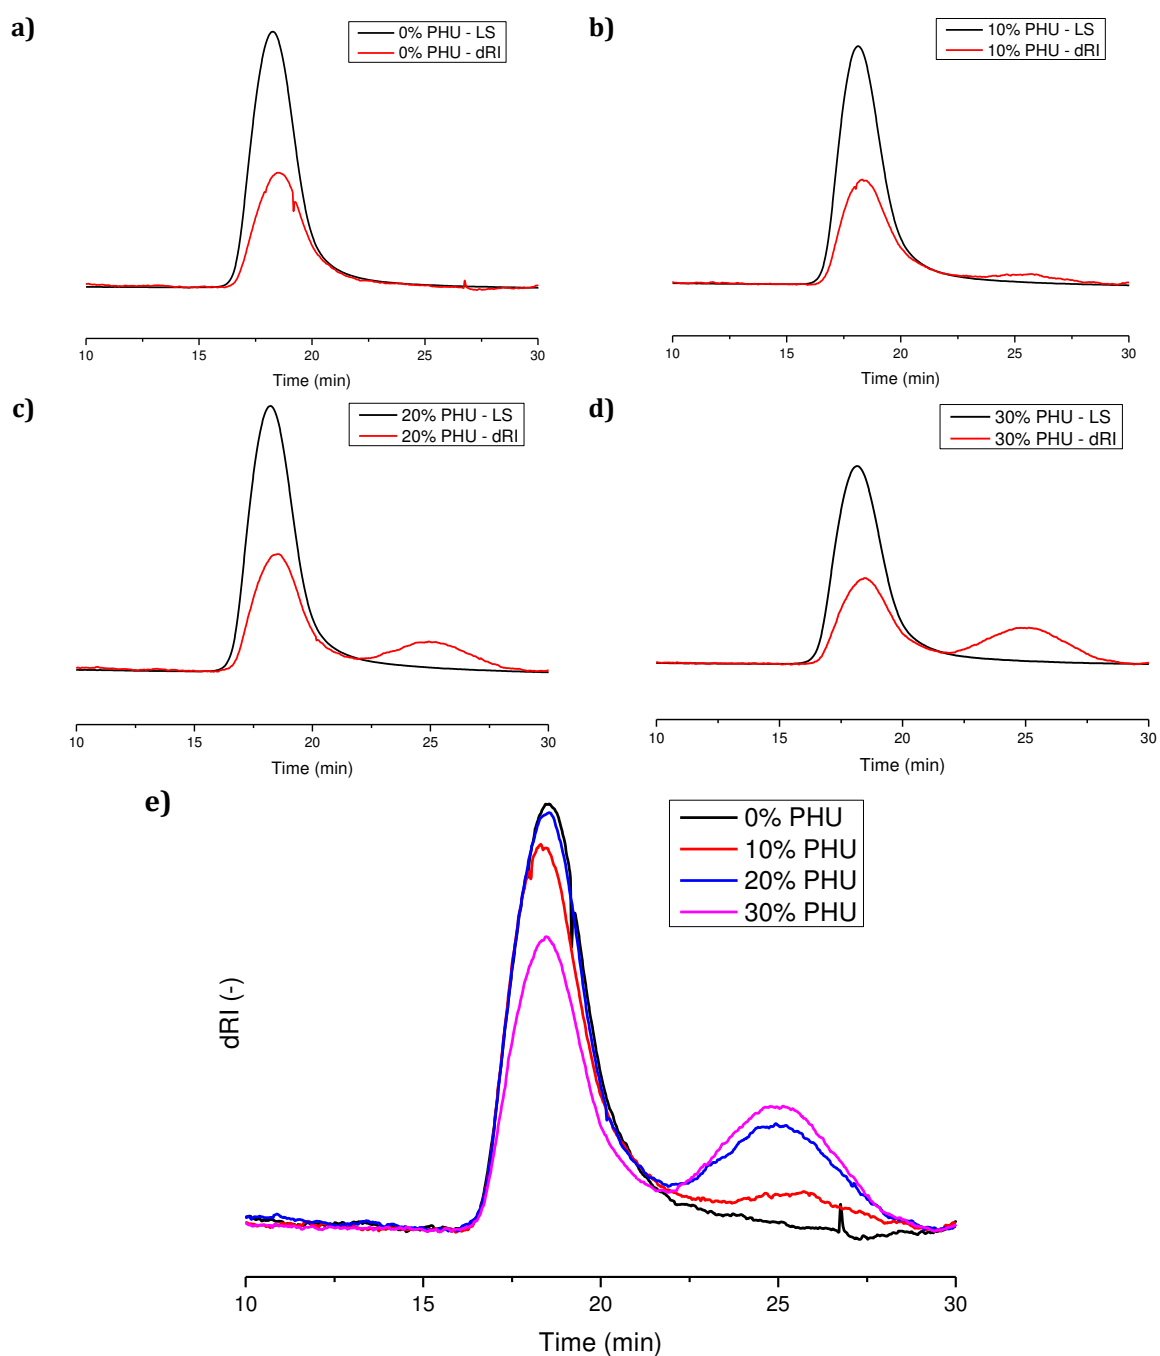 a)
0% PHU - LS
0% PHU - dRI
10 15 20 25 30
Time (min)
b)
10% PHU - LS
10% PHU - dRI
10 15 20 25 30
Time (min)
c)
20% PHU - LS
20% PHU - dRI
10 15 20 25 30
Time (min)
d)
30% PHU - LS
30% PHU - dRI
10 15 20 25 30
Time (min)
e)
0% PHU
10% PHU
20% PHU
30% PHU
dRI (-)
10 15 20 25 30
Time (min)